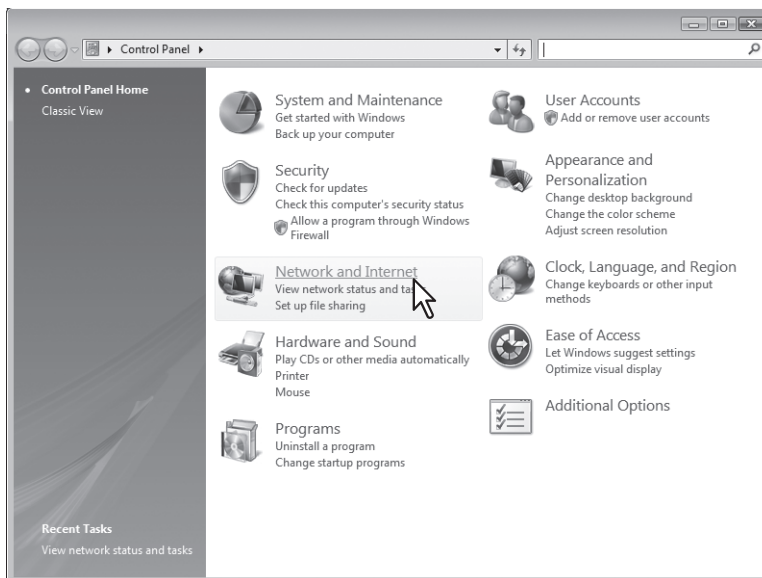 Control Panel
Control Panel Home
Classic View
System and Maintenance
Get started with Windows
Back up your computer
Security
Check for updates
Check this computer's security status
Allow a program through Windows
Firewall
Network and Internet
View network status and
Set up file sharing
Hardware and Sound
Play CDs or other media automatically
Printer
Mouse
Programs
Uninstall a program
Change startup programs
User Accounts
Add or remove user accounts
Appearance and
Personalization
Change desktop background
Change the color scheme
Adjust screen resolution
Clock, Language, and Region
Change keyboards or other input
methods
Ease of Access
Let Windows suggest settings
Optimize visual display
Additional Options
Recent Tasks
View network status and tasks